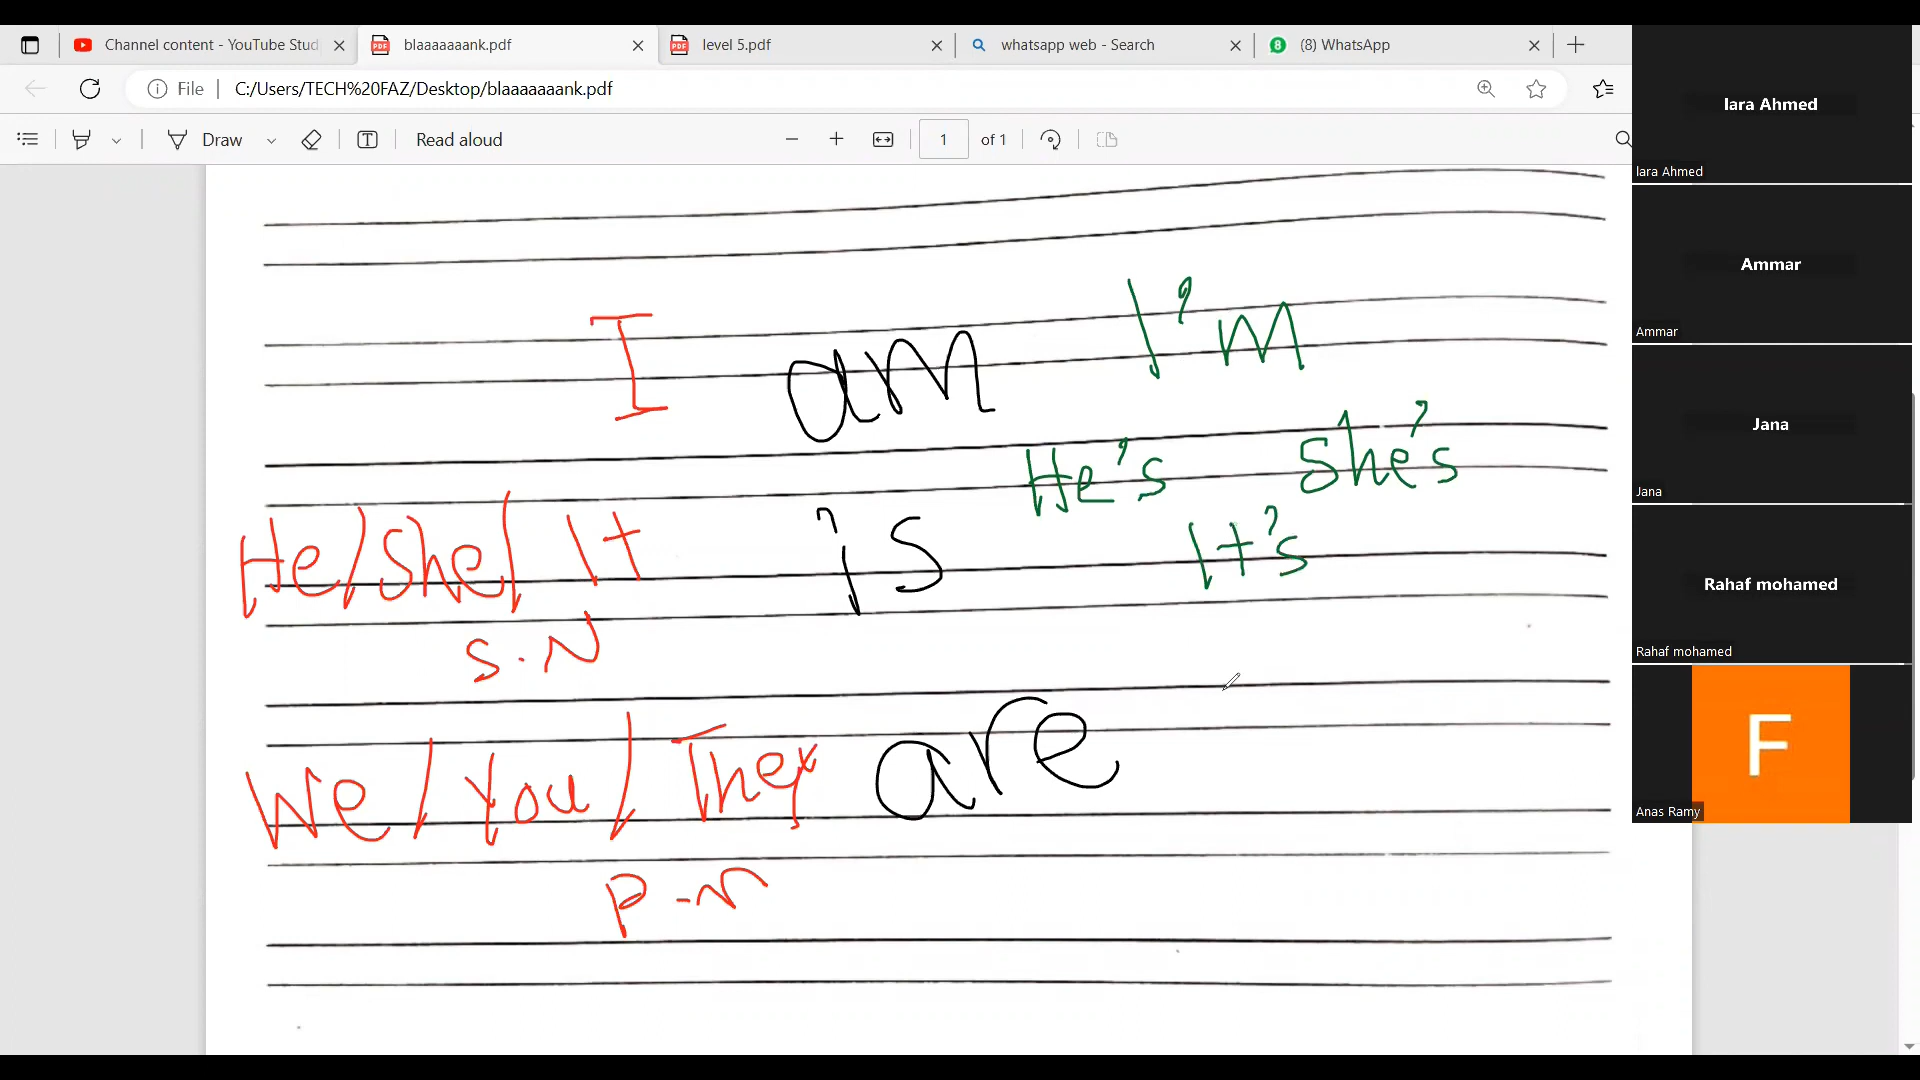 Channel content - YouTube Stud
blaaaaaaank.pdf
level 5.pdf
whatsapp web - Search
8
(8) WhatsApp
File
C:/Users/TECH%20FAZ/Desktop/blaaaaaaank.pdf
Draw
Read aloud
1
of 1
I am I'm
He's She's
He/She/ It is It's
S.N
We/You/They are
P-N
lara Ahmed
lara Ahmed
Ammar
Ammar
Jana
Jana
Rahaf mohamed
Rahaf mohamed
F
Anas Ramy